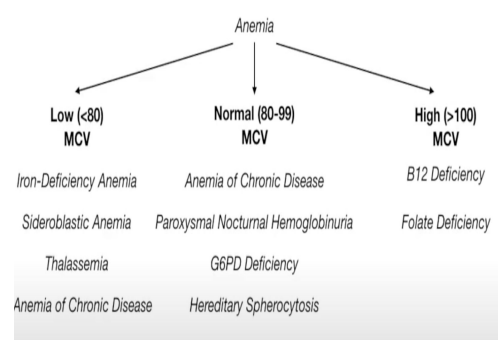 Anemia
Low (<80)
MCV
Iron-Deficiency Anemia
Sideroblastic Anemia
Thalassemia
Anemia of Chronic Disease
Normal (80-99)
MCV
Anemia of Chronic Disease
Paroxysmal Nocturnal Hemoglobinuria
G6PD Deficiency
Hereditary Spherocytosis
High (>100)
MCV
B12 Deficiency
Folate Deficiency